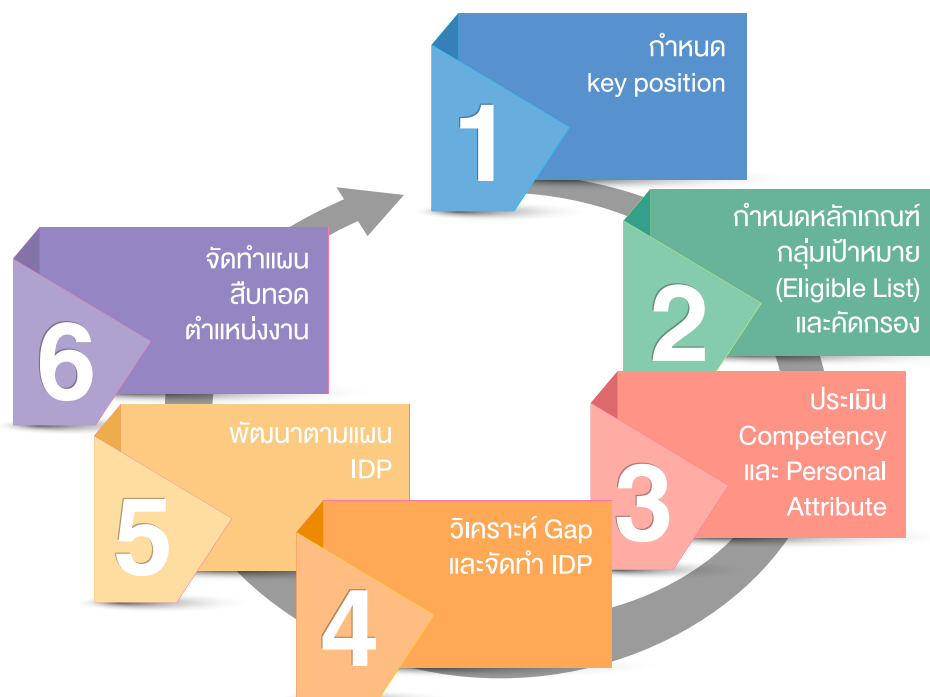 1
กำหนด
key position
2
กำหนดหลักเกณฑ์
กลุ่มเป้าหมาย
(Eligible List)
และคัดกรอง
3
ประเมิน
Competency
และ Personal
Attribute
4
วิเคราะห์ Gap
และจัดทำ IDP
5
พัฒนาตามแผน
IDP
6
จัดทำแผน
สืบทอด
ตำแหน่งงาน